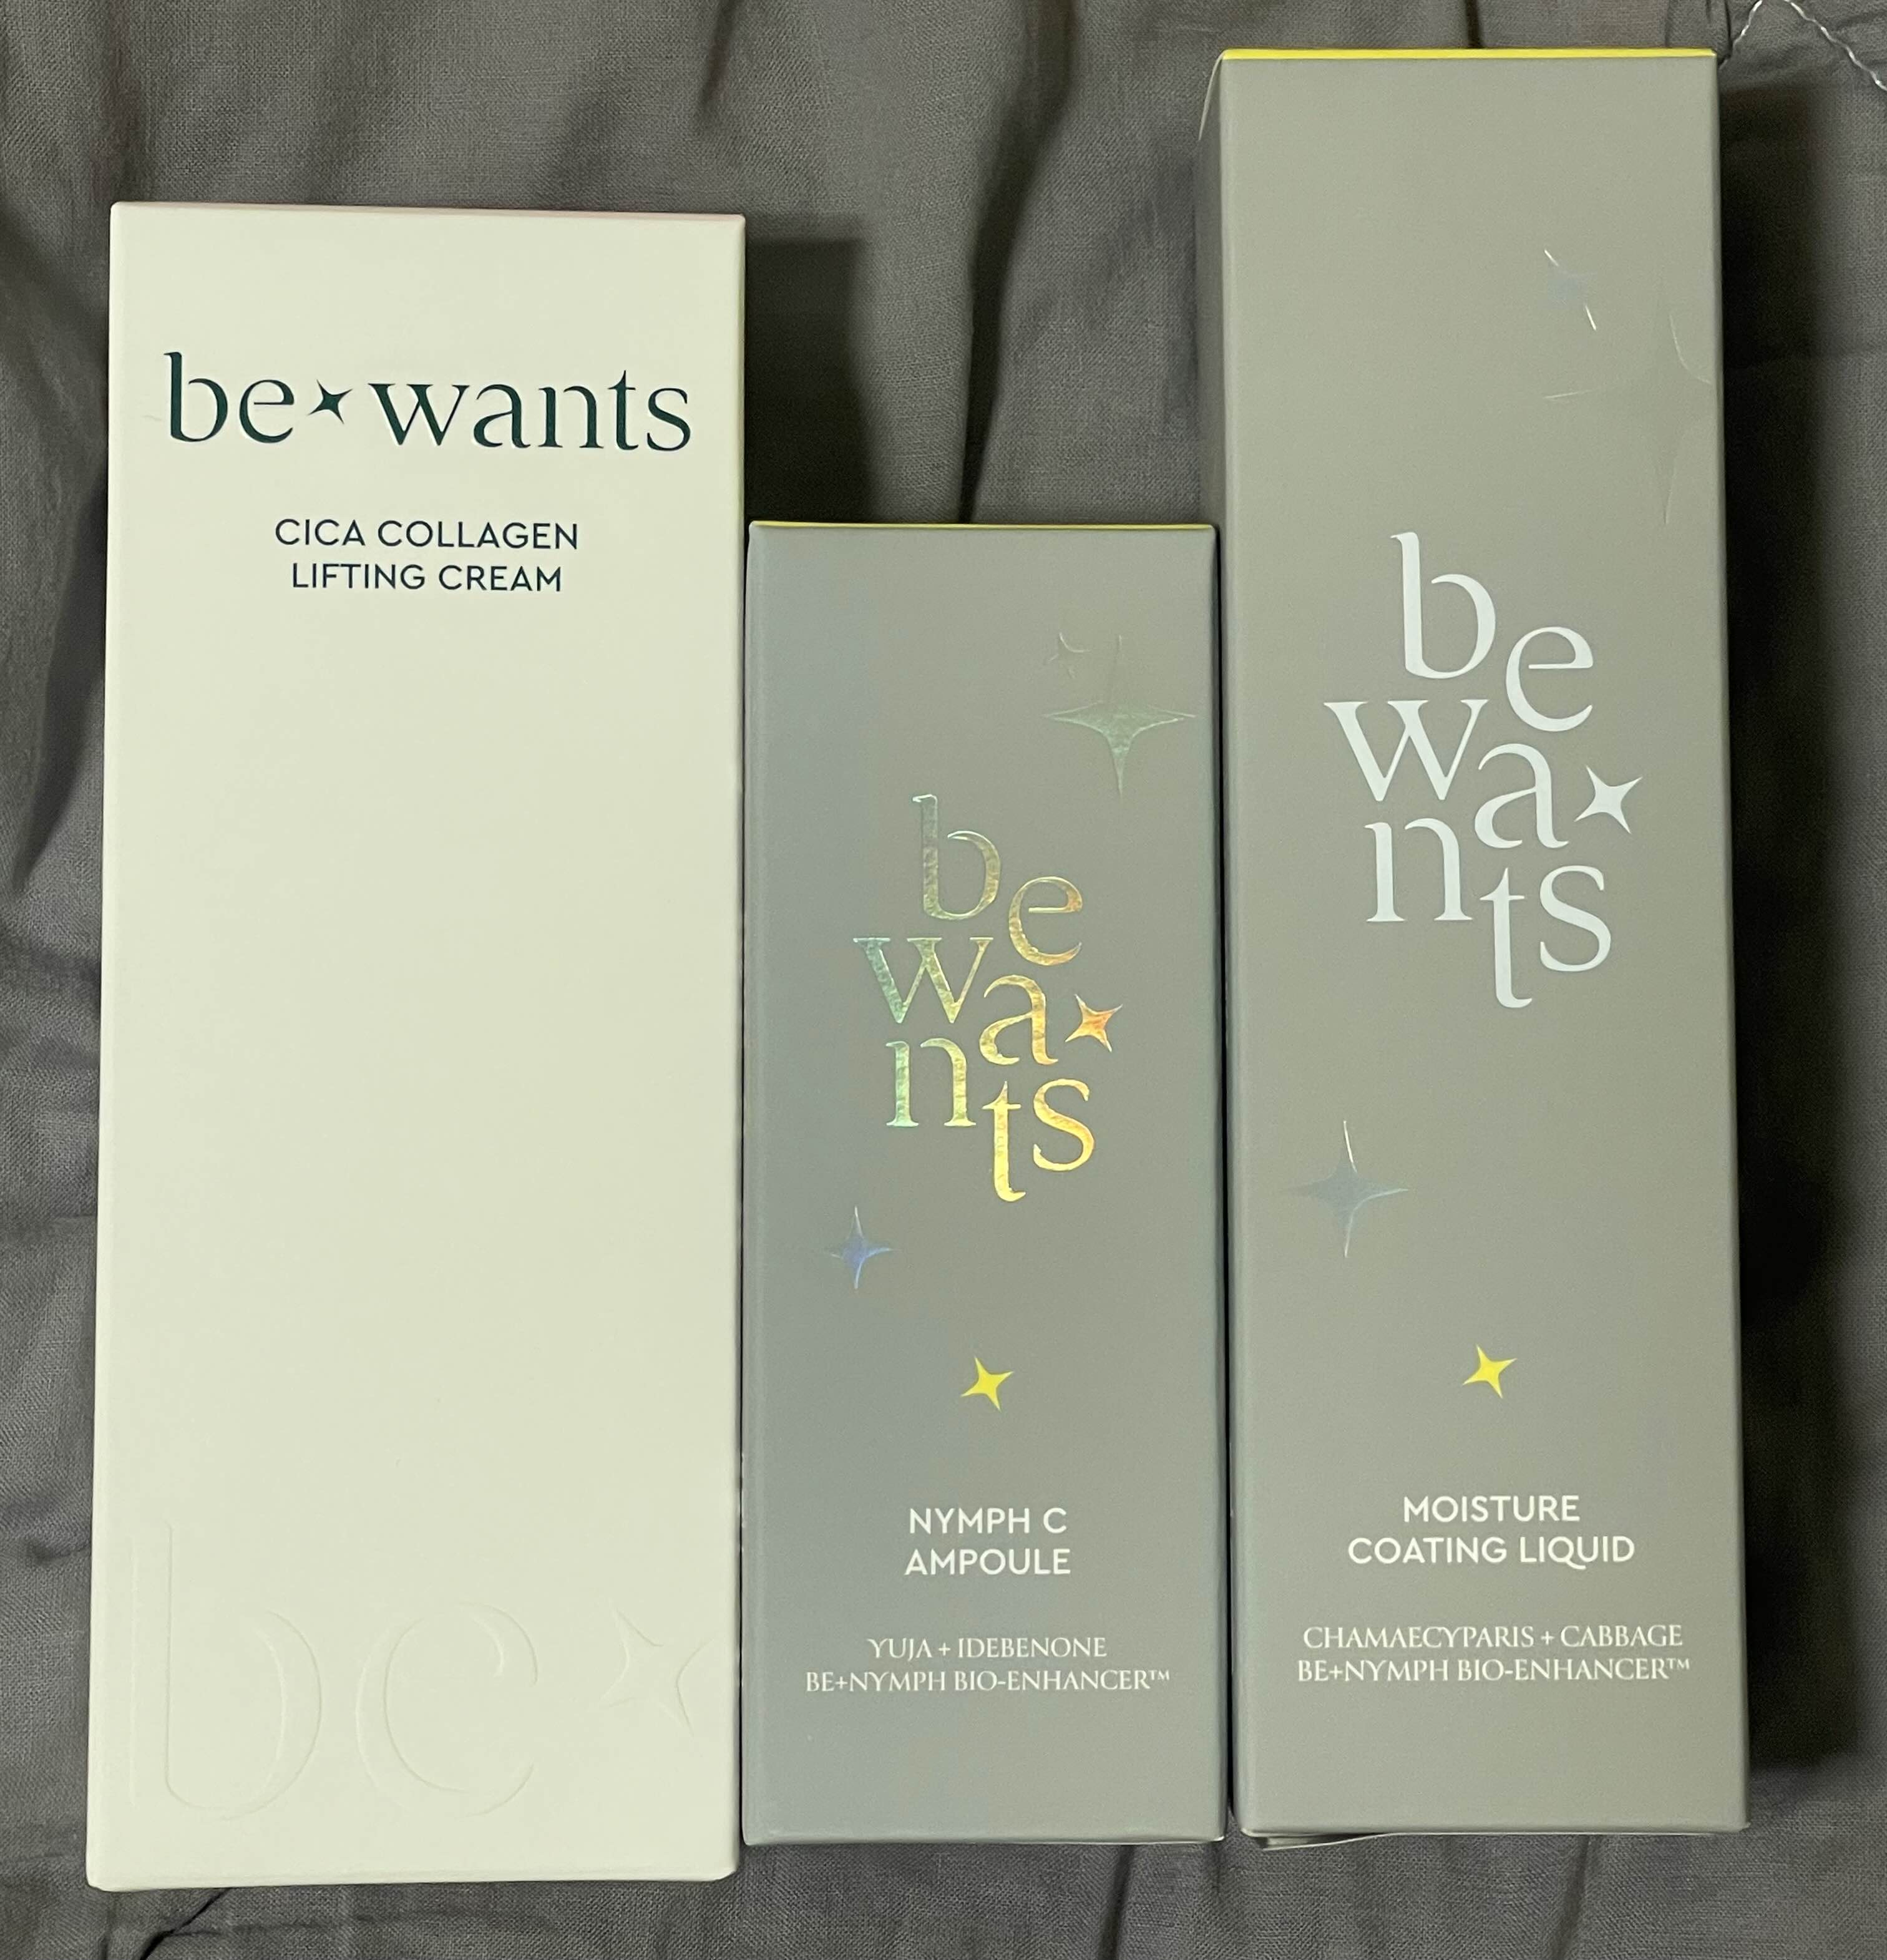 be wants
CICA COLLAGEN
LIFTING CREAM
be
be
wa
nts
NYMPH C
AMPOULE
YUJA + IDEBENONE
BE+NYMPH BIO-ENHANCER™
be
wa
nts
MOISTURE
COATING LIQUID
CHAMAECYPARIS + CABBAGE
BE+NYMPH BIO-ENHANCER™